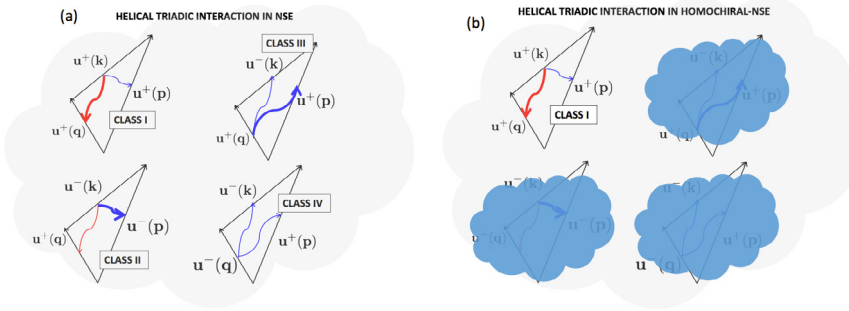 (a)
HELICAL TRIADIC INTERACTION IN NSE
u⁺(k)
u⁺(p)
u⁺(q)
CLASS I
CLASS III
u⁻(k)
u⁺(p)
u⁺(q)
u⁻(k)
u⁻(p)
u⁺(q)
CLASS II
u⁻(k)
CLASS IV
u⁺(p)
u⁻(q)
(b)
HELICAL TRIADIC INTERACTION IN HOMOCHIRAL-NSE
u⁺(k)
u⁺(p)
u⁺(q)
CLASS I
u⁻(k)
u⁺(p)
u (q)
u⁻(k)
u⁻(p)
u⁻(q)
u⁻(k)
u⁺(p)
u (q)